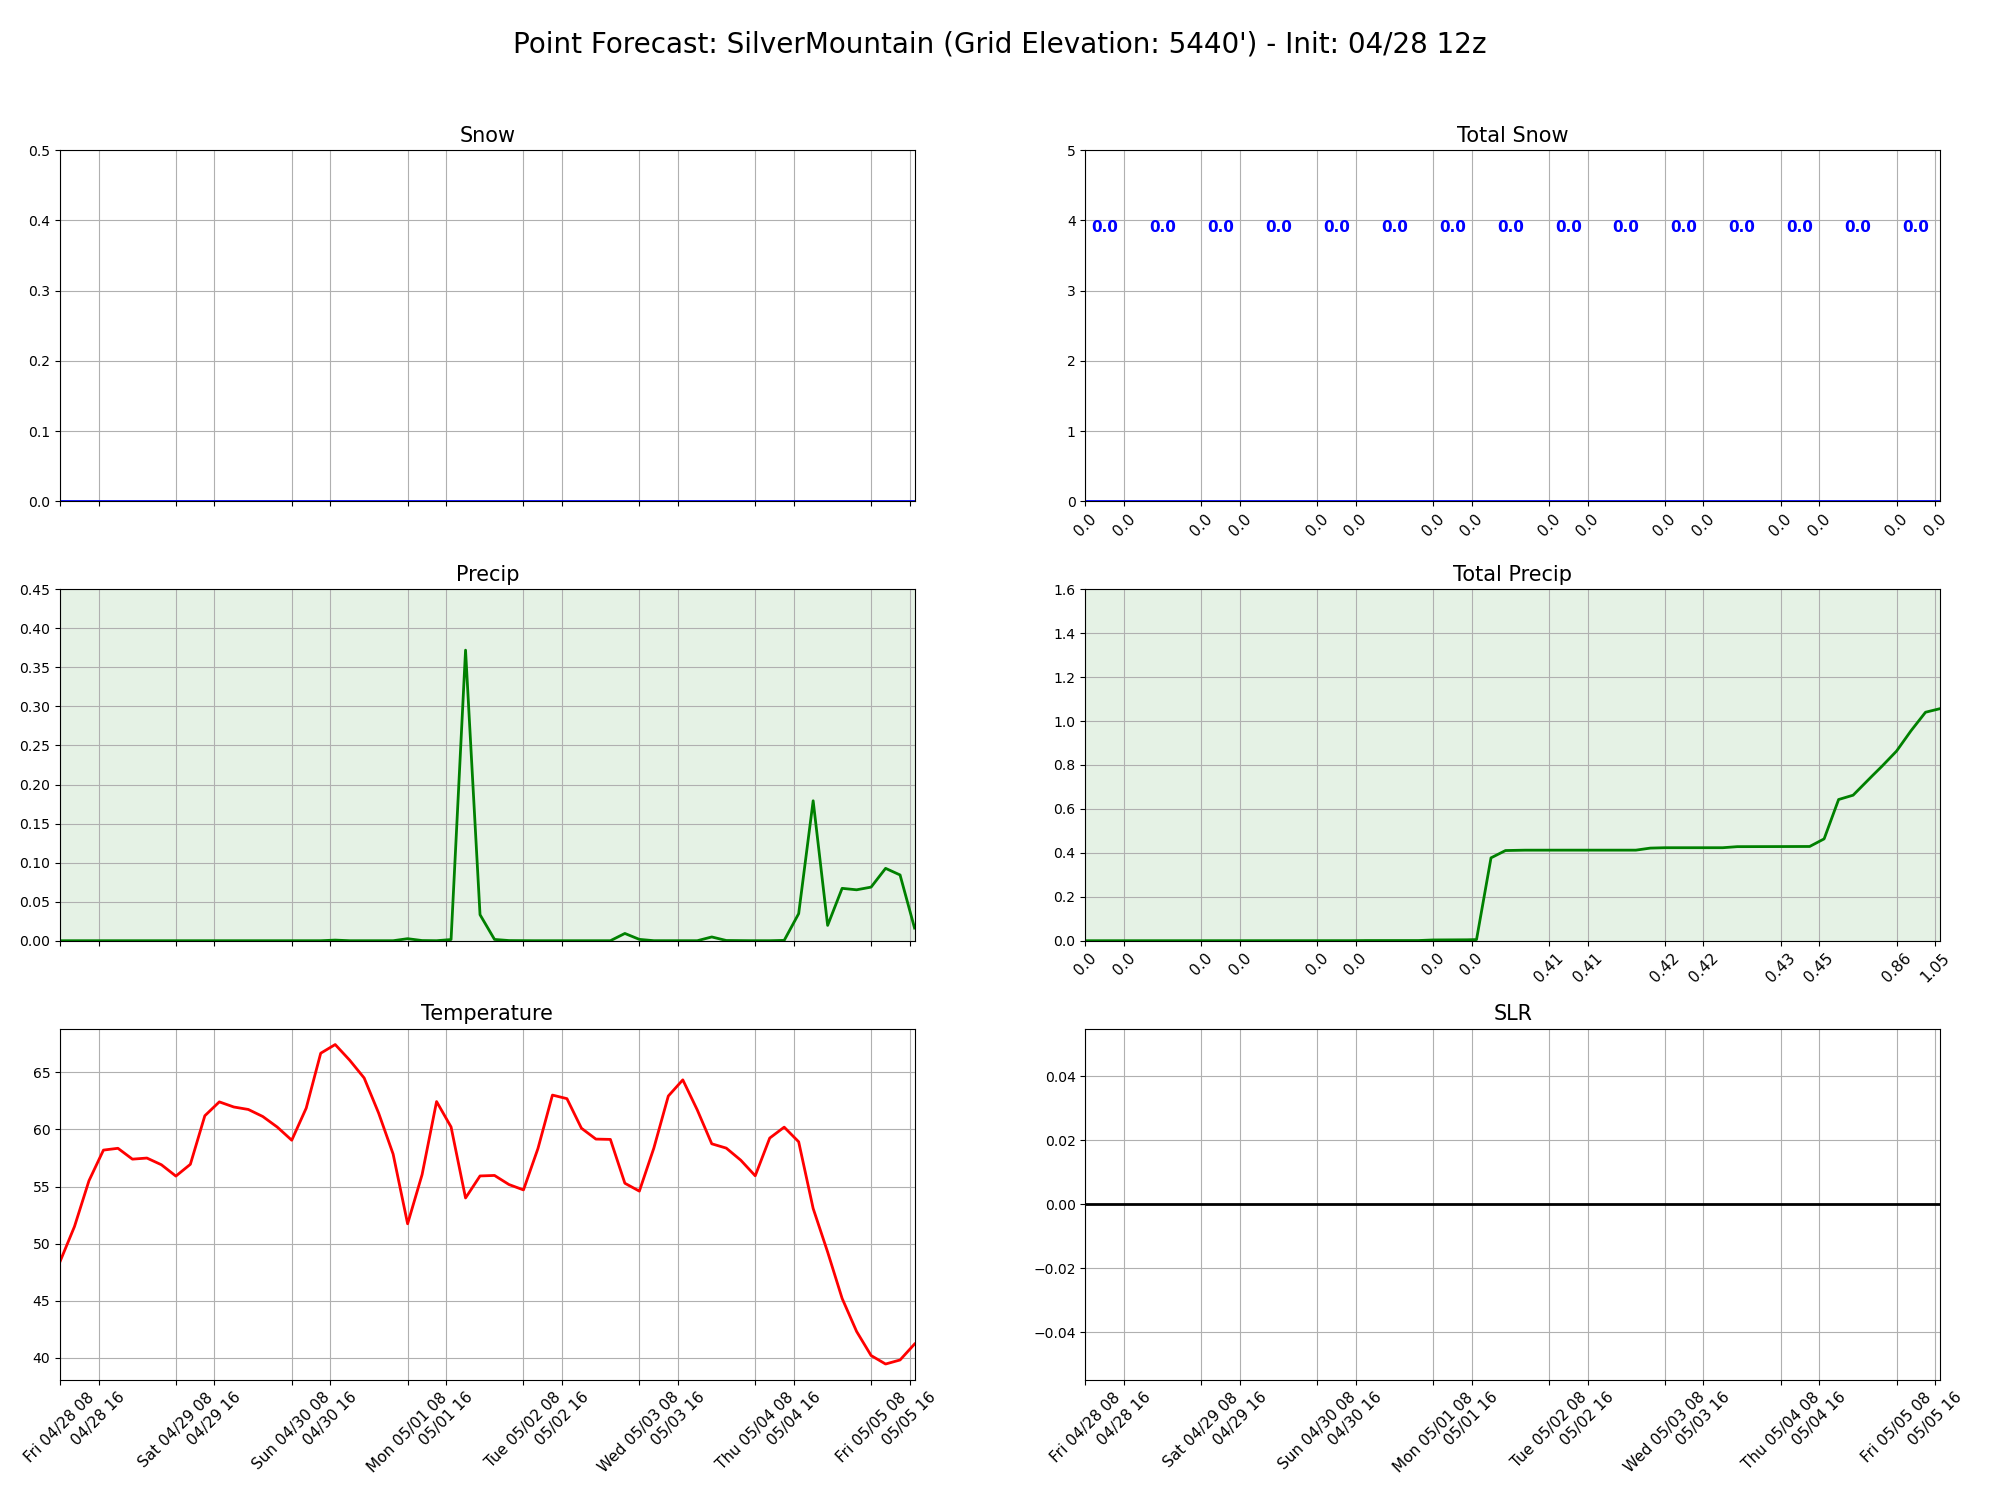 Point Forecast: SilverMountain (Grid Elevation: 5440') - Init: 04/28 12z
Snow
0.5
0.4
0.3
0.2
0.1
0.0
Total Snow
5
4
3
2
1
0
0.0 0.0 0.0 0.0 0.0 0.0 0.0 0.0 0.0 0.0 0.0 0.0 0.0 0.0 0.0
0.0 0.0 0.0 0.0 0.0 0.0 0.0 0.0 0.0 0.0 0.0 0.0 0.0 0.0 0.0 0.0
Precip
0.45
0.40
0.35
0.30
0.25
0.20
0.15
0.10
0.05
0.00
Total Precip
1.6
1.4
1.2
1.0
0.8
0.6
0.4
0.2
0.0
0.0 0.0 0.0 0.0 0.0 0.0 0.0 0.0 0.41 0.41 0.42 0.42 0.43 0.45 0.86 1.05
Temperature
65
60
55
50
45
40
Fri 04/28 08
04/28 16
Sat 04/29 08
04/29 16
Sun 04/30 08
04/30 16
Mon 05/01 08
05/01 16
Tue 05/02 08
05/02 16
Wed 05/03 08
05/03 16
Thu 05/04 08
05/04 16
Fri 05/05 08
05/05 16
SLR
0.04
0.02
0.00
−0.02
−0.04
Fri 04/28 08
04/28 16
Sat 04/29 08
04/29 16
Sun 04/30 08
04/30 16
Mon 05/01 08
05/01 16
Tue 05/02 08
05/02 16
Wed 05/03 08
05/03 16
Thu 05/04 08
05/04 16
Fri 05/05 08
05/05 16